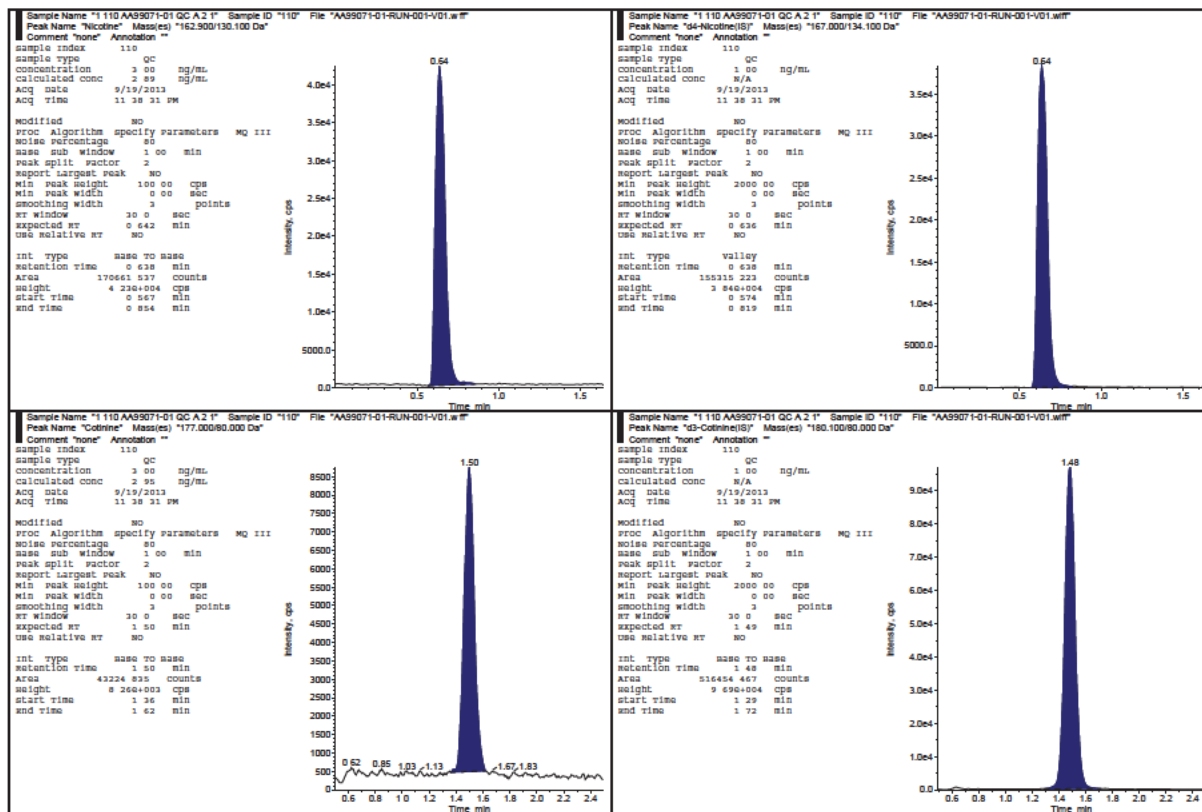 Sample Name "1 110 AA99071-01 QC A 2 1" Sample ID "110" File "AA99071-01-RUN-001-V01.wiff"
Peak Name "Nicotine" Mass(es) "162.900/130.100 Da"
Comment "none" Annotation ""
Sample Index 110
Sample Type QC
Concentration 3 00 ng/mL
Calculated Conc 2 89 ng/mL
Acq Date 9/19/2013
Acq Time 11 38 31 PM
Modified NO
Proc Algorithm Specify Parameters MQ III
Noise Percentage 80
Base Sub Window 1 00 min
Peak Split Factor 2
Report Largest Peak NO
Min Peak Height 100 00 cps
Min Peak Width 0 00 sec
Smoothing Width 3 points
RT Window 30 0 sec
Expected RT 0 642 min
Use Relative RT NO
Int Type Base To Base
Retention Time 0 638 min
Area 170661 537 counts
Height 4 23e+004 cps
Start Time 0 567 min
End Time 0 854 min
0.64
Intensity, cps
4.0e4
3.5e4
3.0e4
2.5e4
2.0e4
1.5e4
1.0e4
5000.0
0.0
0.5 1.0 1.5
Time, min
Sample Name "1 110 AA99071-01 QC A 2 1" Sample ID "110" File "AA99071-01-RUN-001-V01.wiff"
Peak Name "d4-Nicotine(IS)" Mass(es) "167.000/134.100 Da"
Comment "none" Annotation ""
Sample Index 110
Sample Type QC
Concentration 1 00 ng/mL
Calculated Conc N/A
Acq Date 9/19/2013
Acq Time 11 38 31 PM
Modified NO
Proc Algorithm Specify Parameters MQ III
Noise Percentage 80
Base Sub Window 1 00 min
Peak Split Factor 2
Report Largest Peak NO
Min Peak Height 2000 00 cps
Min Peak Width 0 00 sec
Smoothing Width 3 points
RT Window 30 0 sec
Expected RT 0 636 min
Use Relative RT NO
Int Type Valley
Retention Time 0 638 min
Area 155315 223 counts
Height 3 84e+004 cps
Start Time 0 574 min
End Time 0 819 min
0.64
Intensity, cps
3.5e4
3.0e4
2.5e4
2.0e4
1.5e4
1.0e4
5000.0
0.0
0.5 1.0 1.5
Time, min
Sample Name "1 110 AA99071-01 QC A 2 1" Sample ID "110" File "AA99071-01-RUN-001-V01.w ff"
Peak Name "Cotinine" Mass(es) "177.000/80.000 Da"
Comment "none" Annotation ""
Sample Index 110
Sample Type QC
Concentration 3 00 ng/mL
Calculated Conc 2 95 ng/mL
Acq Date 9/19/2013
Acq Time 11 38 31 PM
Modified NO
Proc Algorithm Specify Parameters MQ III
Noise Percentage 80
Base Sub Window 1 00 min
Peak Split Factor 2
Report Largest Peak NO
Min Peak Height 100 00 cps
Min Peak Width 0 00 sec
Smoothing Width 3 points
RT Window 30 0 sec
Expected RT 1 50 min
Use Relative RT NO
Int Type Base To Base
Retention Time 1 50 min
Area 43224 835 counts
Height 8 26e+003 cps
Start Time 1 36 min
End Time 1 62 min
1.50
Intensity, cps
8500
8000
7500
7000
6500
6000
5500
5000
4500
4000
3500
3000
2500
2000
1500
1000
500
0
0 62 0.85 1.03 1.13 1.67 1.83
0.6 0.8 1.0 1.2 1.4 1.6 1.8 2.0 2.2 2.4
Time, min
Sample Name "1 110 AA99071-01 QC A 2 1" Sample ID "110" File "AA99071-01-RUN-001-V01.wiff"
Peak Name "d3-Cotinine(IS)" Mass(es) "180.100/80.000 Da"
Comment "none" Annotation ""
Sample Index 110
Sample Type QC
Concentration 1 00 ng/mL
Calculated Conc N/A
Acq Date 9/19/2013
Acq Time 11 38 31 PM
Modified NO
Proc Algorithm Specify Parameters MQ III
Noise Percentage 80
Base Sub Window 1 00 min
Peak Split Factor 2
Report Largest Peak NO
Min Peak Height 2000 00 cps
Min Peak Width 0 00 sec
Smoothing Width 3 points
RT Window 30 0 sec
Expected RT 1 49 min
Use Relative RT NO
Int Type Base To Base
Retention Time 1 48 min
Area 516454 467 counts
Height 9 69e+004 cps
Start Time 1 29 min
End Time 1 72 min
1.48
Intensity, cps
9.0e4
8.0e4
7.0e4
6.0e4
5.0e4
4.0e4
3.0e4
2.0e4
1.0e4
0.0
0.6 0.8 1.0 1.2 1.4 1.6 1.8 2.0 2.2 2.4
Time, min